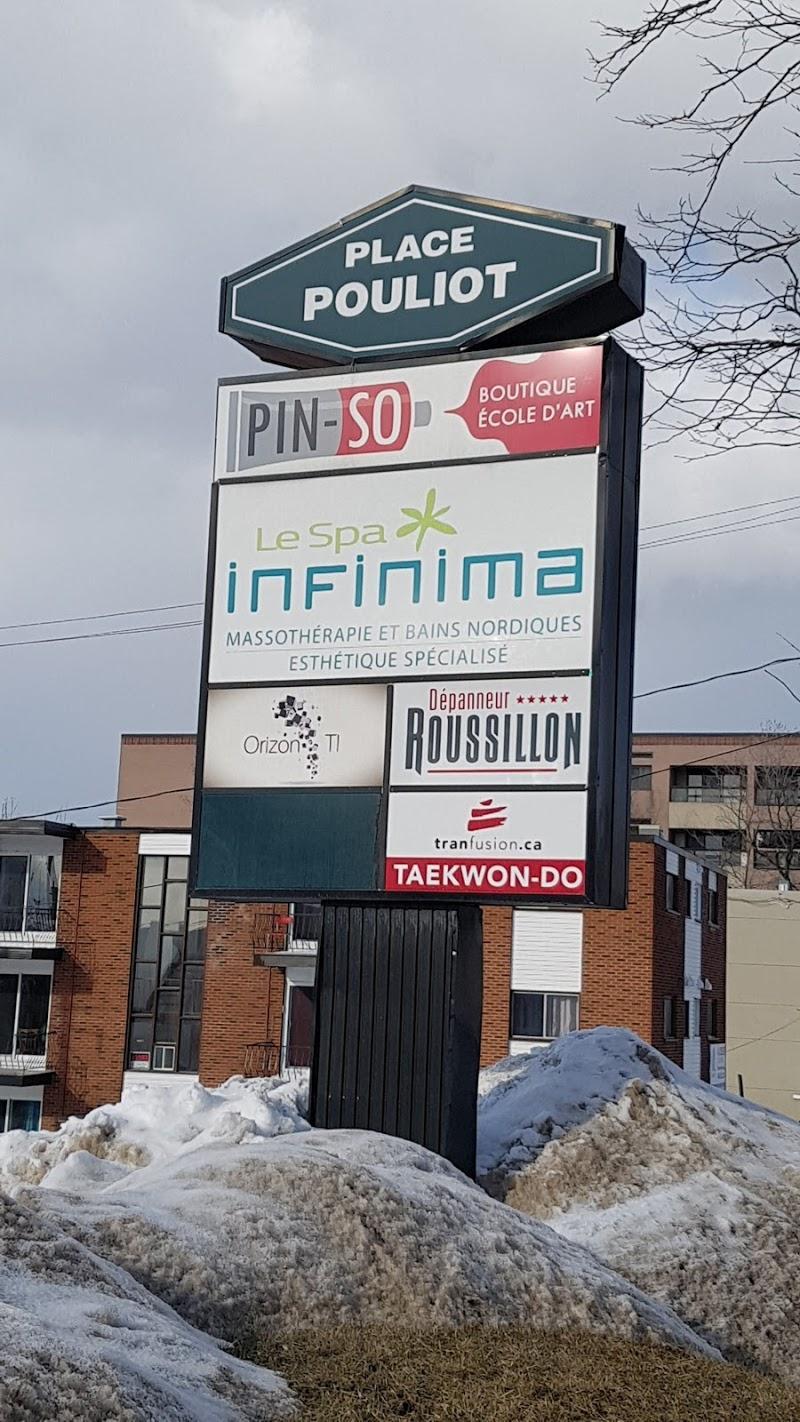 PLACE
POULIOT
PIN-SO
BOUTIQUE
ÉCOLE D'ART
Le Spa
infinima
MASSOTHÉRAPIE ET BAINS NORDIQUES
ESTHÉTIQUE SPÉCIALISÉ
Orizon TI
Dépanneur
ROUSSILLON
tranfusion.ca
TAEKWON-DO